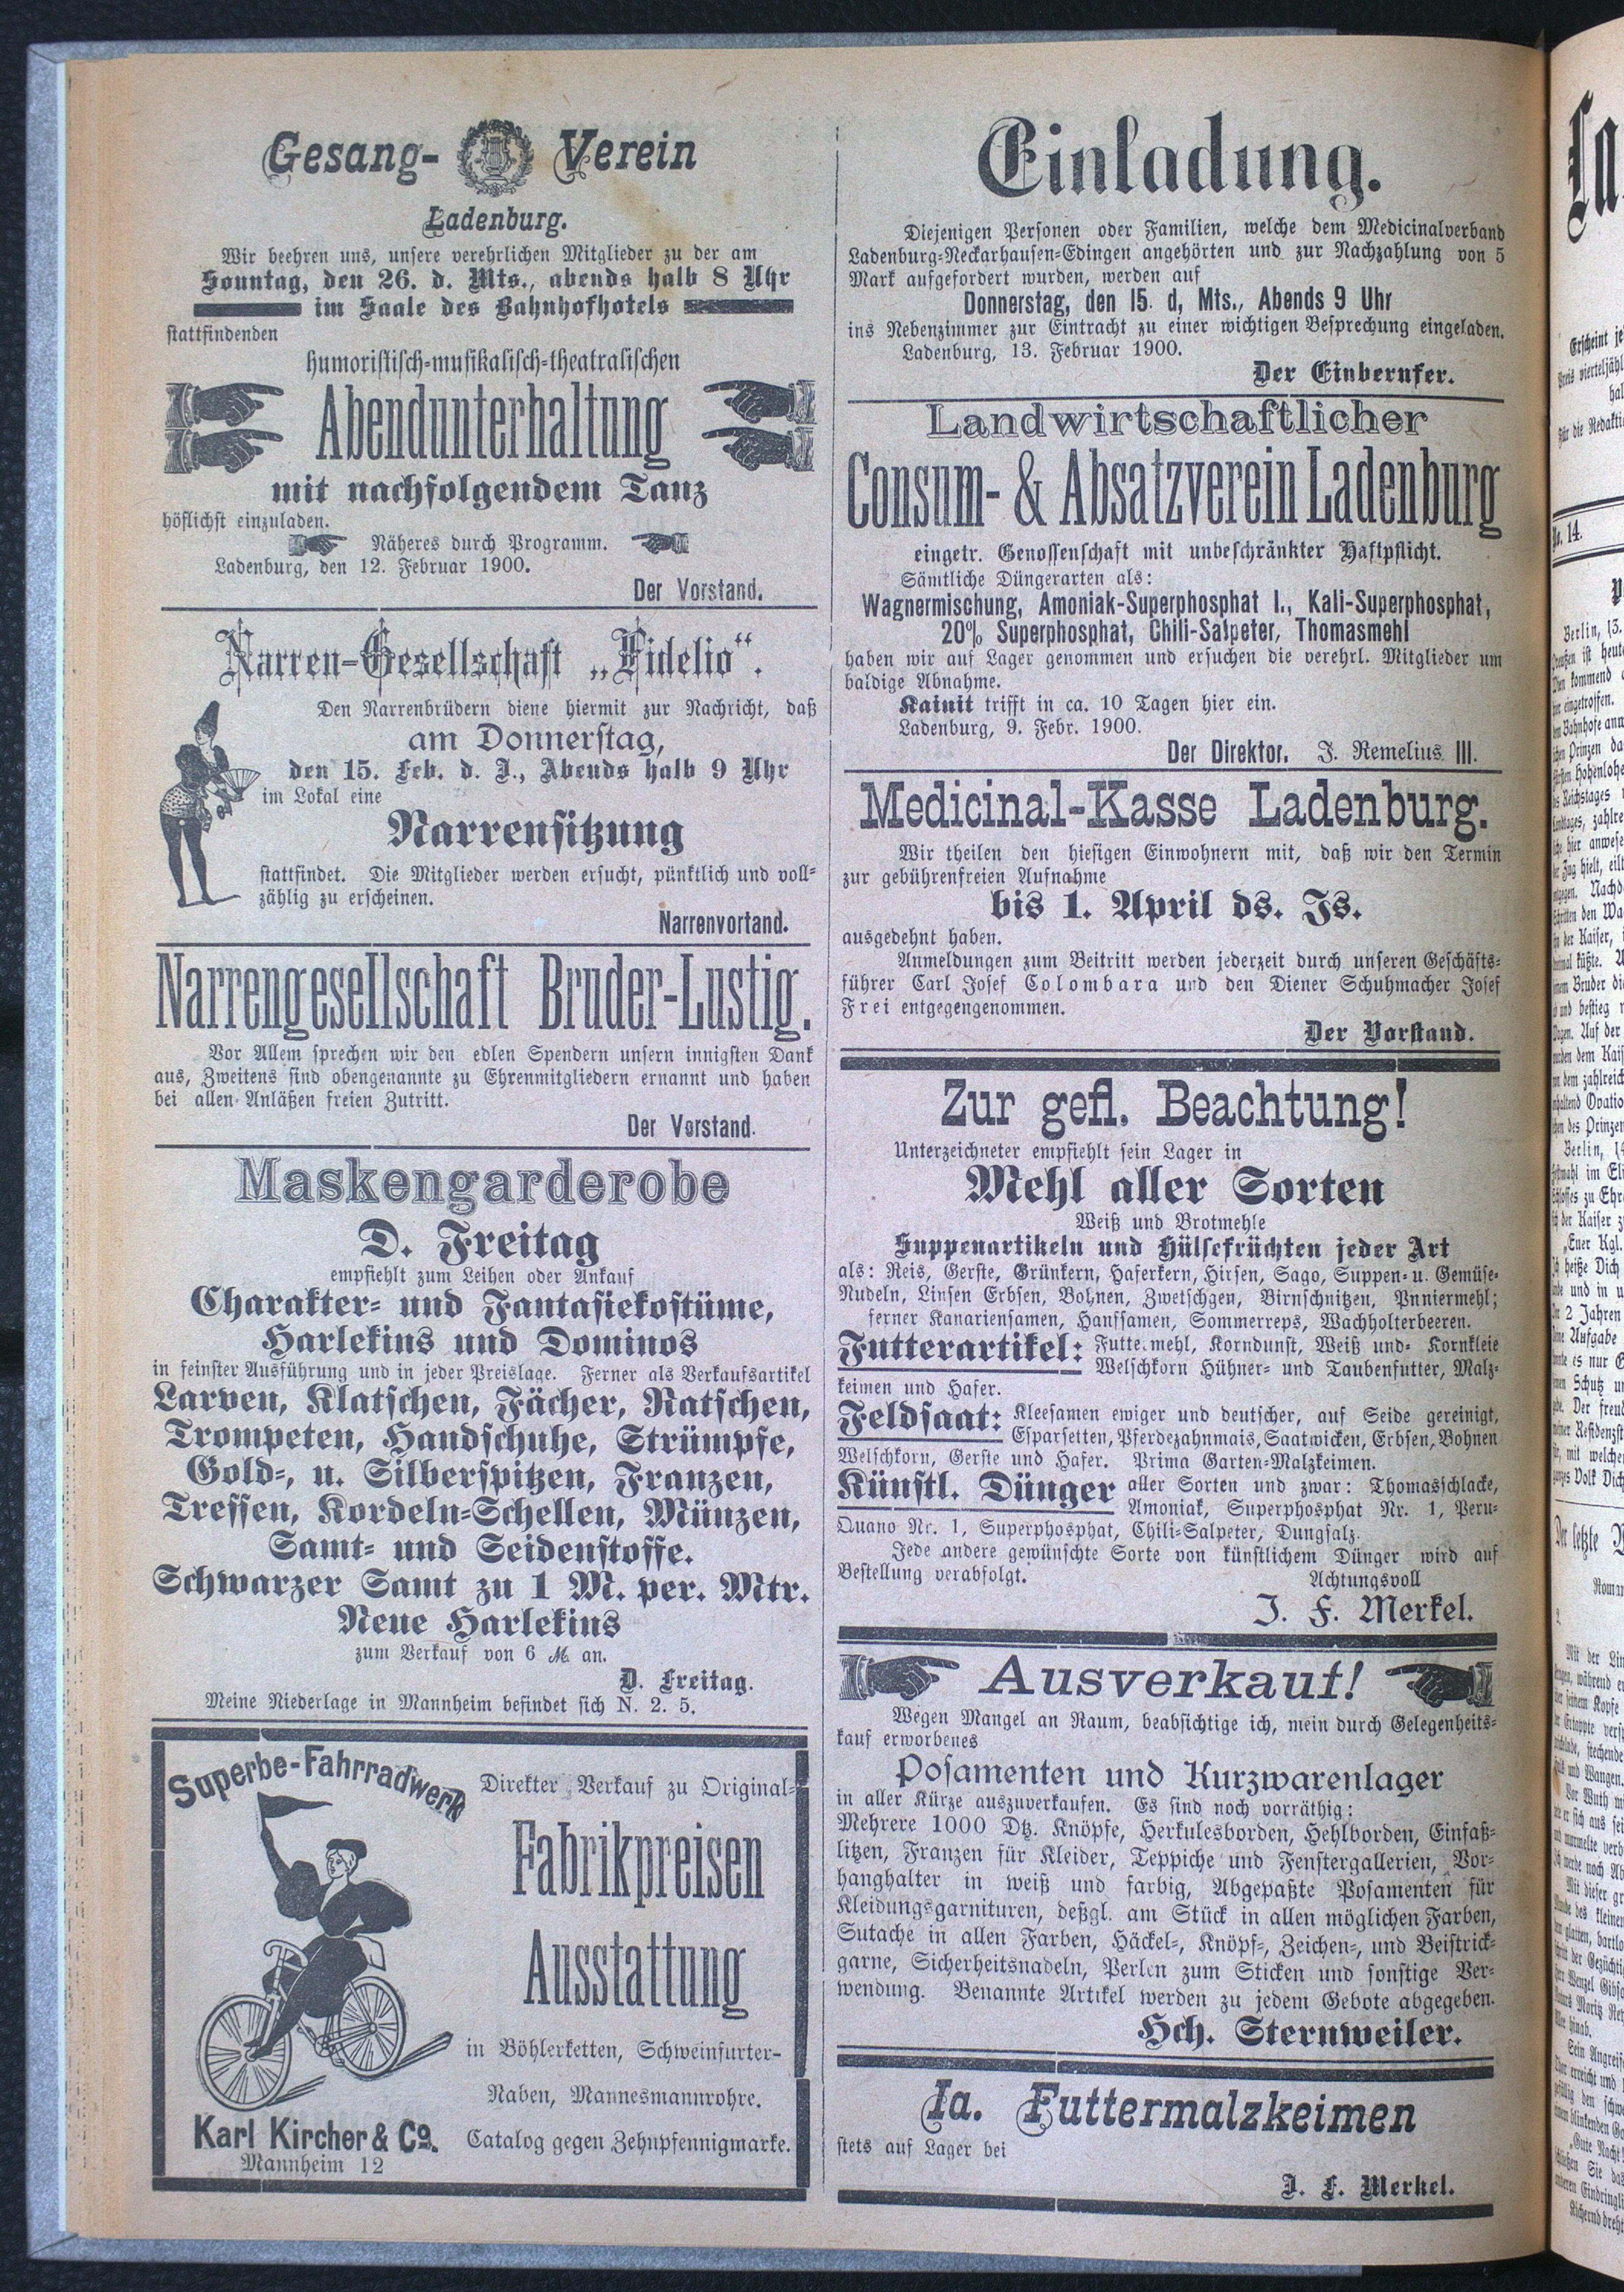 Gesang- Verein
Ladenburg.
Wir beehren uns, unsere verehrlichen Mitglieder zu der am
Sonntag, den 26. d. Mts., abends halb 8 Uhr
im Saale des Bahnhofhotels
stattfindenden
humoristisch-musikalisch-theatralischen
Abendunterhaltung
mit nachfolgendem Tanz
höflichst einzuladen.
Näheres durch Programm.
Ladenburg, den 12. Februar 1900.
Der Vorstand.
Narren-Gesellschaft „Fidelio“.
Den Narrenbrüdern diene hiermit zur Nachricht, daß
am Donnerstag,
den 15. Feb. d. J., Abends halb 9 Uhr
im Lokal eine
Narrensitzung
stattfindet. Die Mitglieder werden ersucht, pünktlich und voll-
zählig zu erscheinen.
Narrenvortand.
Narrengesellschaft Bruder-Lustig.
Vor Allem sprechen wir den edlen Spendern unsern innigsten Dank
aus, Zweitens sind obengenannte zu Ehrenmitgliedern ernannt und haben
bei allen Anläßen freien Zutritt.
Der Vorstand.
Maskengarderobe
D. Freitag
empfiehlt zum Leihen oder Ankauf
Charakter- und Fantasiekostüme,
Harlekins und Dominos
in feinster Ausführung und in jeder Preislage. Ferner als Verkaufsartikel
Larven, Klatschen, Fächer, Ratschen,
Trompeten, Handschuhe, Strümpfe,
Gold-, u. Silberspitzen, Franzen,
Tressen, Kordeln-Schellen, Münzen,
Samt- und Seidenstoffe.
Schwarzer Samt zu 1 M. per. Mtr.
Neue Harlekins
zum Verkauf von 6 M. an.
D. Freitag.
Meine Niederlage in Mannheim befindet sich N. 2. 5.
Superbe-Fahrradwerk
Direkter Verkauf zu Original-
Fabrikpreisen
Ausstattung
in Böhlerketten, Schweinfurter-
Naben, Mannesmannrohre.
Karl Kircher & Co.
Catalog gegen Zehnpfennigmarke.
Mannheim 12
Einladung.
Diejenigen Personen oder Familien, welche dem Medicinalverband
Ladenburg-Neckarhausen-Edingen angehörten und zur Nachzahlung von 5
Mark aufgefordert wurden, werden auf
Donnerstag, den 15. d, Mts., Abends 9 Uhr
ins Nebenzimmer zur Eintracht zu einer wichtigen Besprechung eingeladen.
Ladenburg, 13. Februar 1900.
Der Einberufer.
Landwirtschaftlicher
Consum- & Absatzverein Ladenburg
eingetr. Genossenschaft mit unbeschränkter Haftpflicht.
Sämtliche Düngerarten als:
Wagnermischung, Amoniak-Superphosphat I., Kali-Superphosphat,
20% Superphosphat, Chili-Salpeter, Thomasmehl
haben wir auf Lager genommen und ersuchen die verehrl. Mitglieder um
baldige Abnahme.
Kainit trifft in ca. 10 Tagen hier ein.
Ladenburg, 9. Febr. 1900.
Der Direktor. J. Remelius III.
Medicinal-Kasse Ladenburg.
Wir theilen den hiesigen Einwohnern mit, daß wir den Termin
zur gebührenfreien Aufnahme
bis 1. April ds. Js.
ausgedehnt haben.
Anmeldungen zum Beitritt werden jederzeit durch unseren Geschäfts-
führer Carl Josef Colombara und den Diener Schuhmacher Josef
Frei entgegengenommen.
Der Vorstand.
Zur gefl. Beachtung!
Unterzeichneter empfiehlt sein Lager in
Mehl aller Sorten
Weiß und Brotmehle
Suppenartikeln und Hülsefrüchten jeder Art
als: Reis, Gerste, Grünkern, Haferkern, Hirsen, Sago, Suppen- u. Gemüse-
Nudeln, Linsen Erbsen, Bohnen, Zwetschgen, Birnschnitzen, Pnniermehl;
ferner Kanariensamen, Hanfsamen, Sommerreps, Wachholterbeeren.
Futterartikel: Futtermehl, Korndunst, Weiß und- Kornkleie
Welschkorn Hühner- und Taubenfutter, Malz-
keimen und Hafer.
Feldsaat: Kleesamen ewiger und deutscher, auf Seide gereinigt,
Esparsetten, Pferdezahnmais, Saatwicken, Erbsen, Bohnen
Welschkorn, Gerste und Hafer. Prima Garten-Malzkeimen.
Künstl. Dünger aller Sorten und zwar: Thomasschlacke,
Amoniak, Superphosphat Nr. 1, Peru-
Quano Nr. 1, Superphosphat, Chili-Salpeter, Dungsalz.
Jede andere gewünschte Sorte von künstlichem Dünger wird auf
Bestellung verabfolgt.
Achtungsvoll
J. F. Merkel.
Ausverkauf!
Wegen Mangel an Raum, beabsichtige ich, mein durch Gelegenheits-
kauf erworbenes
Posamenten und Kurzwarenlager
in aller Kürze auszuverkaufen. Es sind noch vorräthig:
Mehrere 1000 Dtz. Knöpfe, Herkulesborden, Hehlborden, Einfaß-
litzen, Franzen für Kleider, Teppiche und Fenstergallerien, Vor-
hanghalter in weiß und farbig, Abgepaßte Posamenten für
Kleidungsgarnituren, deßgl. am Stück in allen möglichen Farben,
Sutache in allen Farben, Häckel-, Knöpf-, Zeichen-, und Beistrick-
garne, Sicherheitsnadeln, Perlen zum Sticken und sonstige Ver-
wendung. Benannte Artikel werden zu jedem Gebote abgegeben.
Hch. Sternweiler.
Ia. Futtermalzkeimen
stets auf Lager bei
J. F. Merkel.